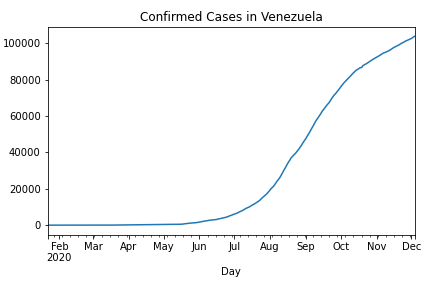 Confirmed Cases in Venezuela
100000
80000
60000
40000
20000
0
Feb Mar Apr May Jun Jul Aug Sep Oct Nov Dec
2020
Day